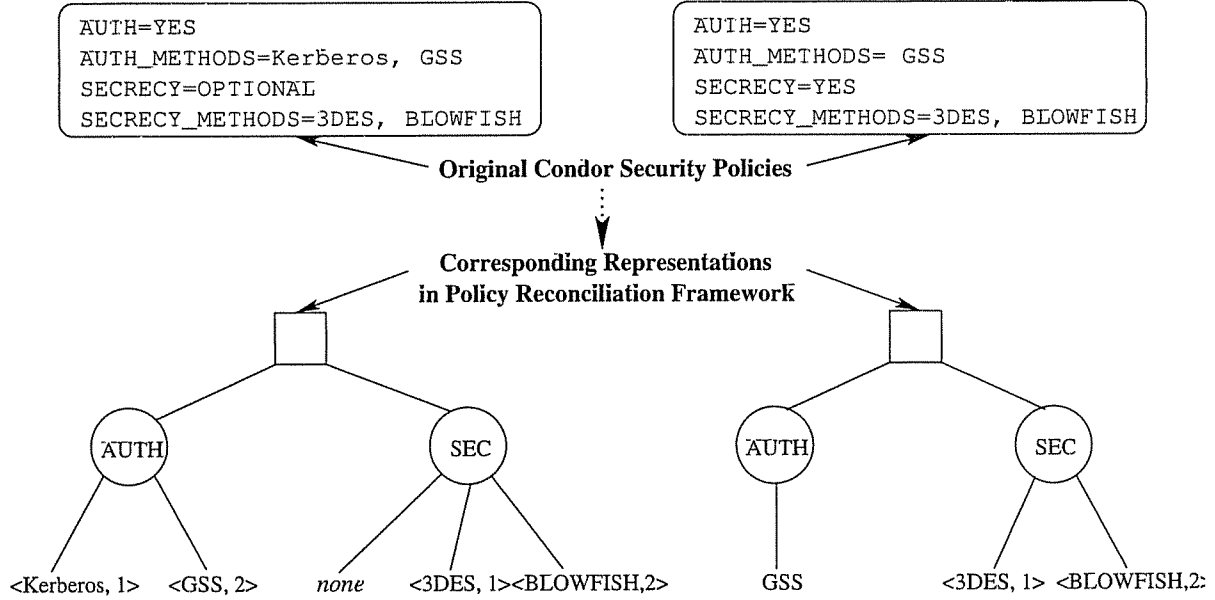 AUTH=YES
AUTH_METHODS=Kerberos, GSS
SECRECY=OPTIONAL
SECRECY_METHODS=3DES, BLOWFISH
AUTH=YES
AUTH_METHODS= GSS
SECRECY=YES
SECRECY_METHODS=3DES, BLOWFISH
Original Condor Security Policies
Corresponding Representations
in Policy Reconciliation Framework
AUTH
SEC
AUTH
SEC
<Kerberos, 1> <GSS, 2> none <3DES, 1> <BLOWFISH,2> GSS <3DES, 1> <BLOWFISH,2>